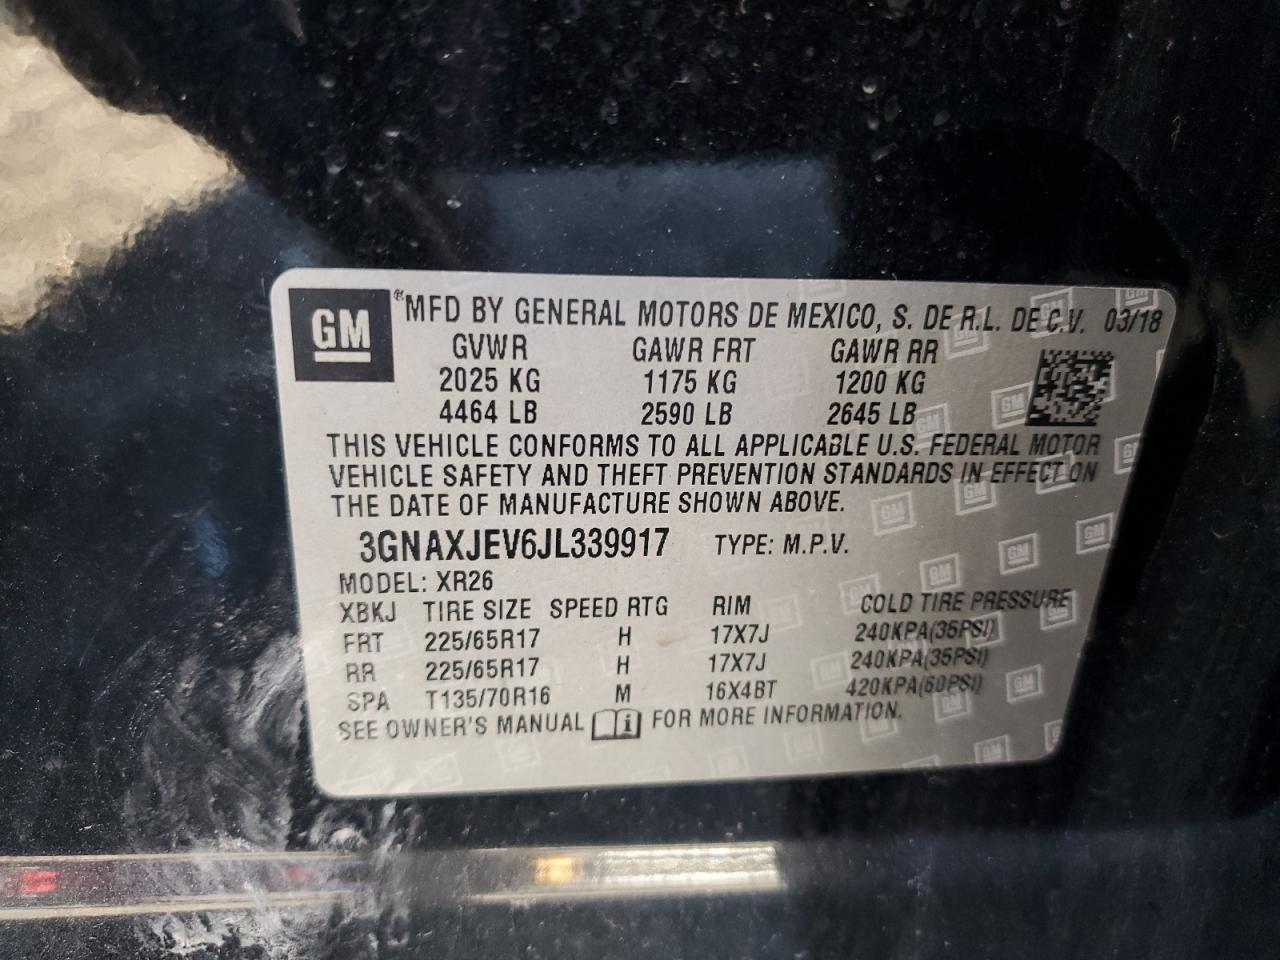 GM ®MFD BY GENERAL MOTORS DE MEXICO, S. DE R.L. DE C.V. 03/18
GVWR GAWR FRT GAWR RR
2025 KG 1175 KG 1200 KG
4464 LB 2590 LB 2645 LB
THIS VEHICLE CONFORMS TO ALL APPLICABLE U.S. FEDERAL MOTOR
VEHICLE SAFETY AND THEFT PREVENTION STANDARDS IN EFFECT ON
THE DATE OF MANUFACTURE SHOWN ABOVE.
3GNAXJEV6JL339917 TYPE: M.P.V.
MODEL: XR26
XBKJ TIRE SIZE SPEED RTG RIM COLD TIRE PRESSURE
FRT 225/65R17 H 17X7J 240KPA(35PSI)
RR 225/65R17 H 17X7J 240KPA(35PSI)
SPA T135/70R16 M 16X4BT 420KPA(60PSI)
SEE OWNER'S MANUAL FOR MORE INFORMATION.